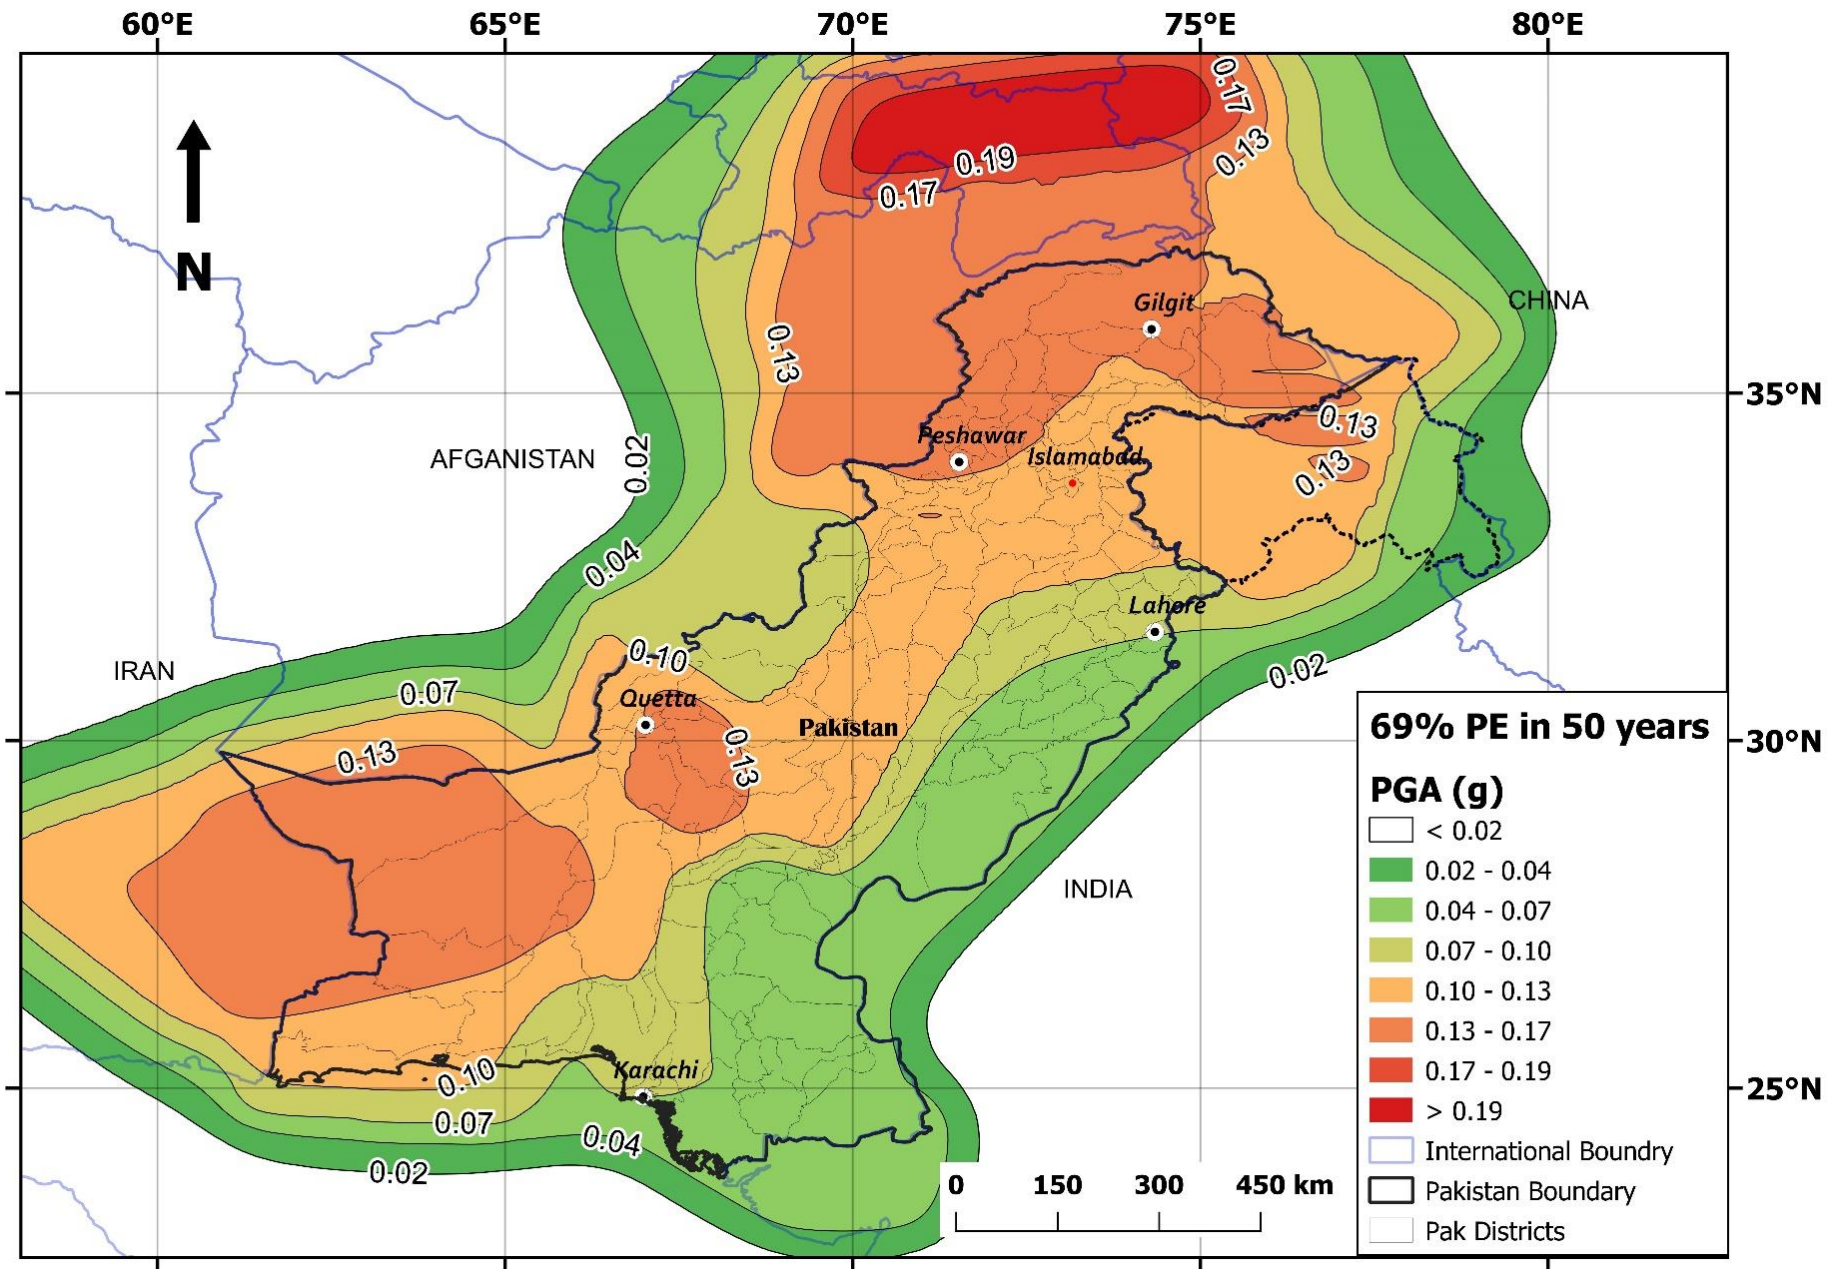 60°E
65°E
70°E
75°E
80°E
0.17
0.19
0.13
0.17
N
Gilgit
CHINA
0.13
35°N
0.13
Peshawar
Islamabad
AFGANISTAN
0.02
0.13
0.04
Lahore
0.10
IRAN
0.02
0.07
Quetta
Pakistan
0.13
0.13
30°N
INDIA
Karachi
0.10
25°N
0.07
0.04
0.02
0 150 300 450 km
69% PE in 50 years
PGA (g)
< 0.02
0.02 - 0.04
0.04 - 0.07
0.07 - 0.10
0.10 - 0.13
0.13 - 0.17
0.17 - 0.19
> 0.19
International Boundry
Pakistan Boundary
Pak Districts